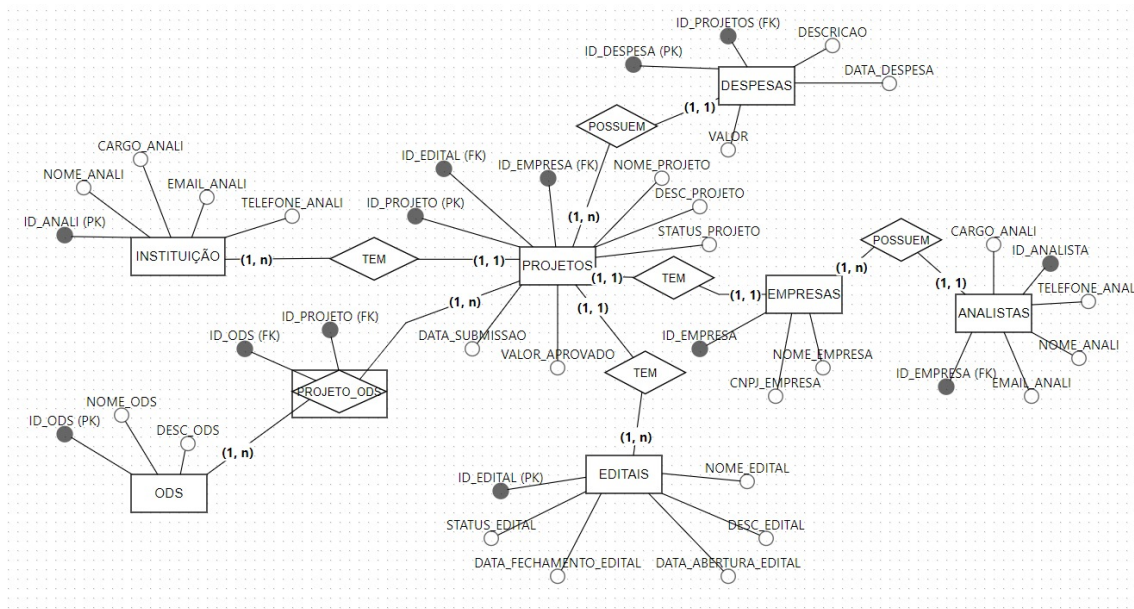 ID_PROJETOS (FK)
DESCRICAO
ID_DESPESA (PK)
DATA_DESPESA
DESPESAS
(1, 1)
POSSUEM
VALOR
CARGO_ANALI
ID_EDITAL (FK)
ID_EMPRESA (FK)
NOME_PROJETO
NOME_ANALI
EMAIL_ANALI
DESC_PROJETO
TELEFONE_ANALI
ID_PROJETO (PK)
(1, n)
ID_ANALI (PK)
STATUS_PROJETO
INSTITUIÇÃO
(1, n)
TEM
(1, 1)
PROJETOS
(1, 1)
TEM
(1, 1)
EMPRESAS
(1, n)
POSSUEM
(1, 1)
CARGO_ANALI
ID_ANALISTA
TELEFONE_ANALI
ANALISTAS
NOME_ANALI
ID_EMPRESA (FK)
EMAIL_ANALI
(1, n)
(1, 1)
ID_PROJETO (FK)
ID_ODS (FK)
DATA_SUBMISSAO
VALOR_APROVADO
ID_EMPRESA
NOME_EMPRESA
CNPJ_EMPRESA
TEM
PROJETO_ODS
NOME_ODS
ID_ODS (PK)
DESC_ODS
(1, n)
ODS
(1, n)
EDITAIS
ID_EDITAL (PK)
NOME_EDITAL
STATUS_EDITAL
DESC_EDITAL
DATA_FECHAMENTO_EDITAL
DATA_ABERTURA_EDITAL